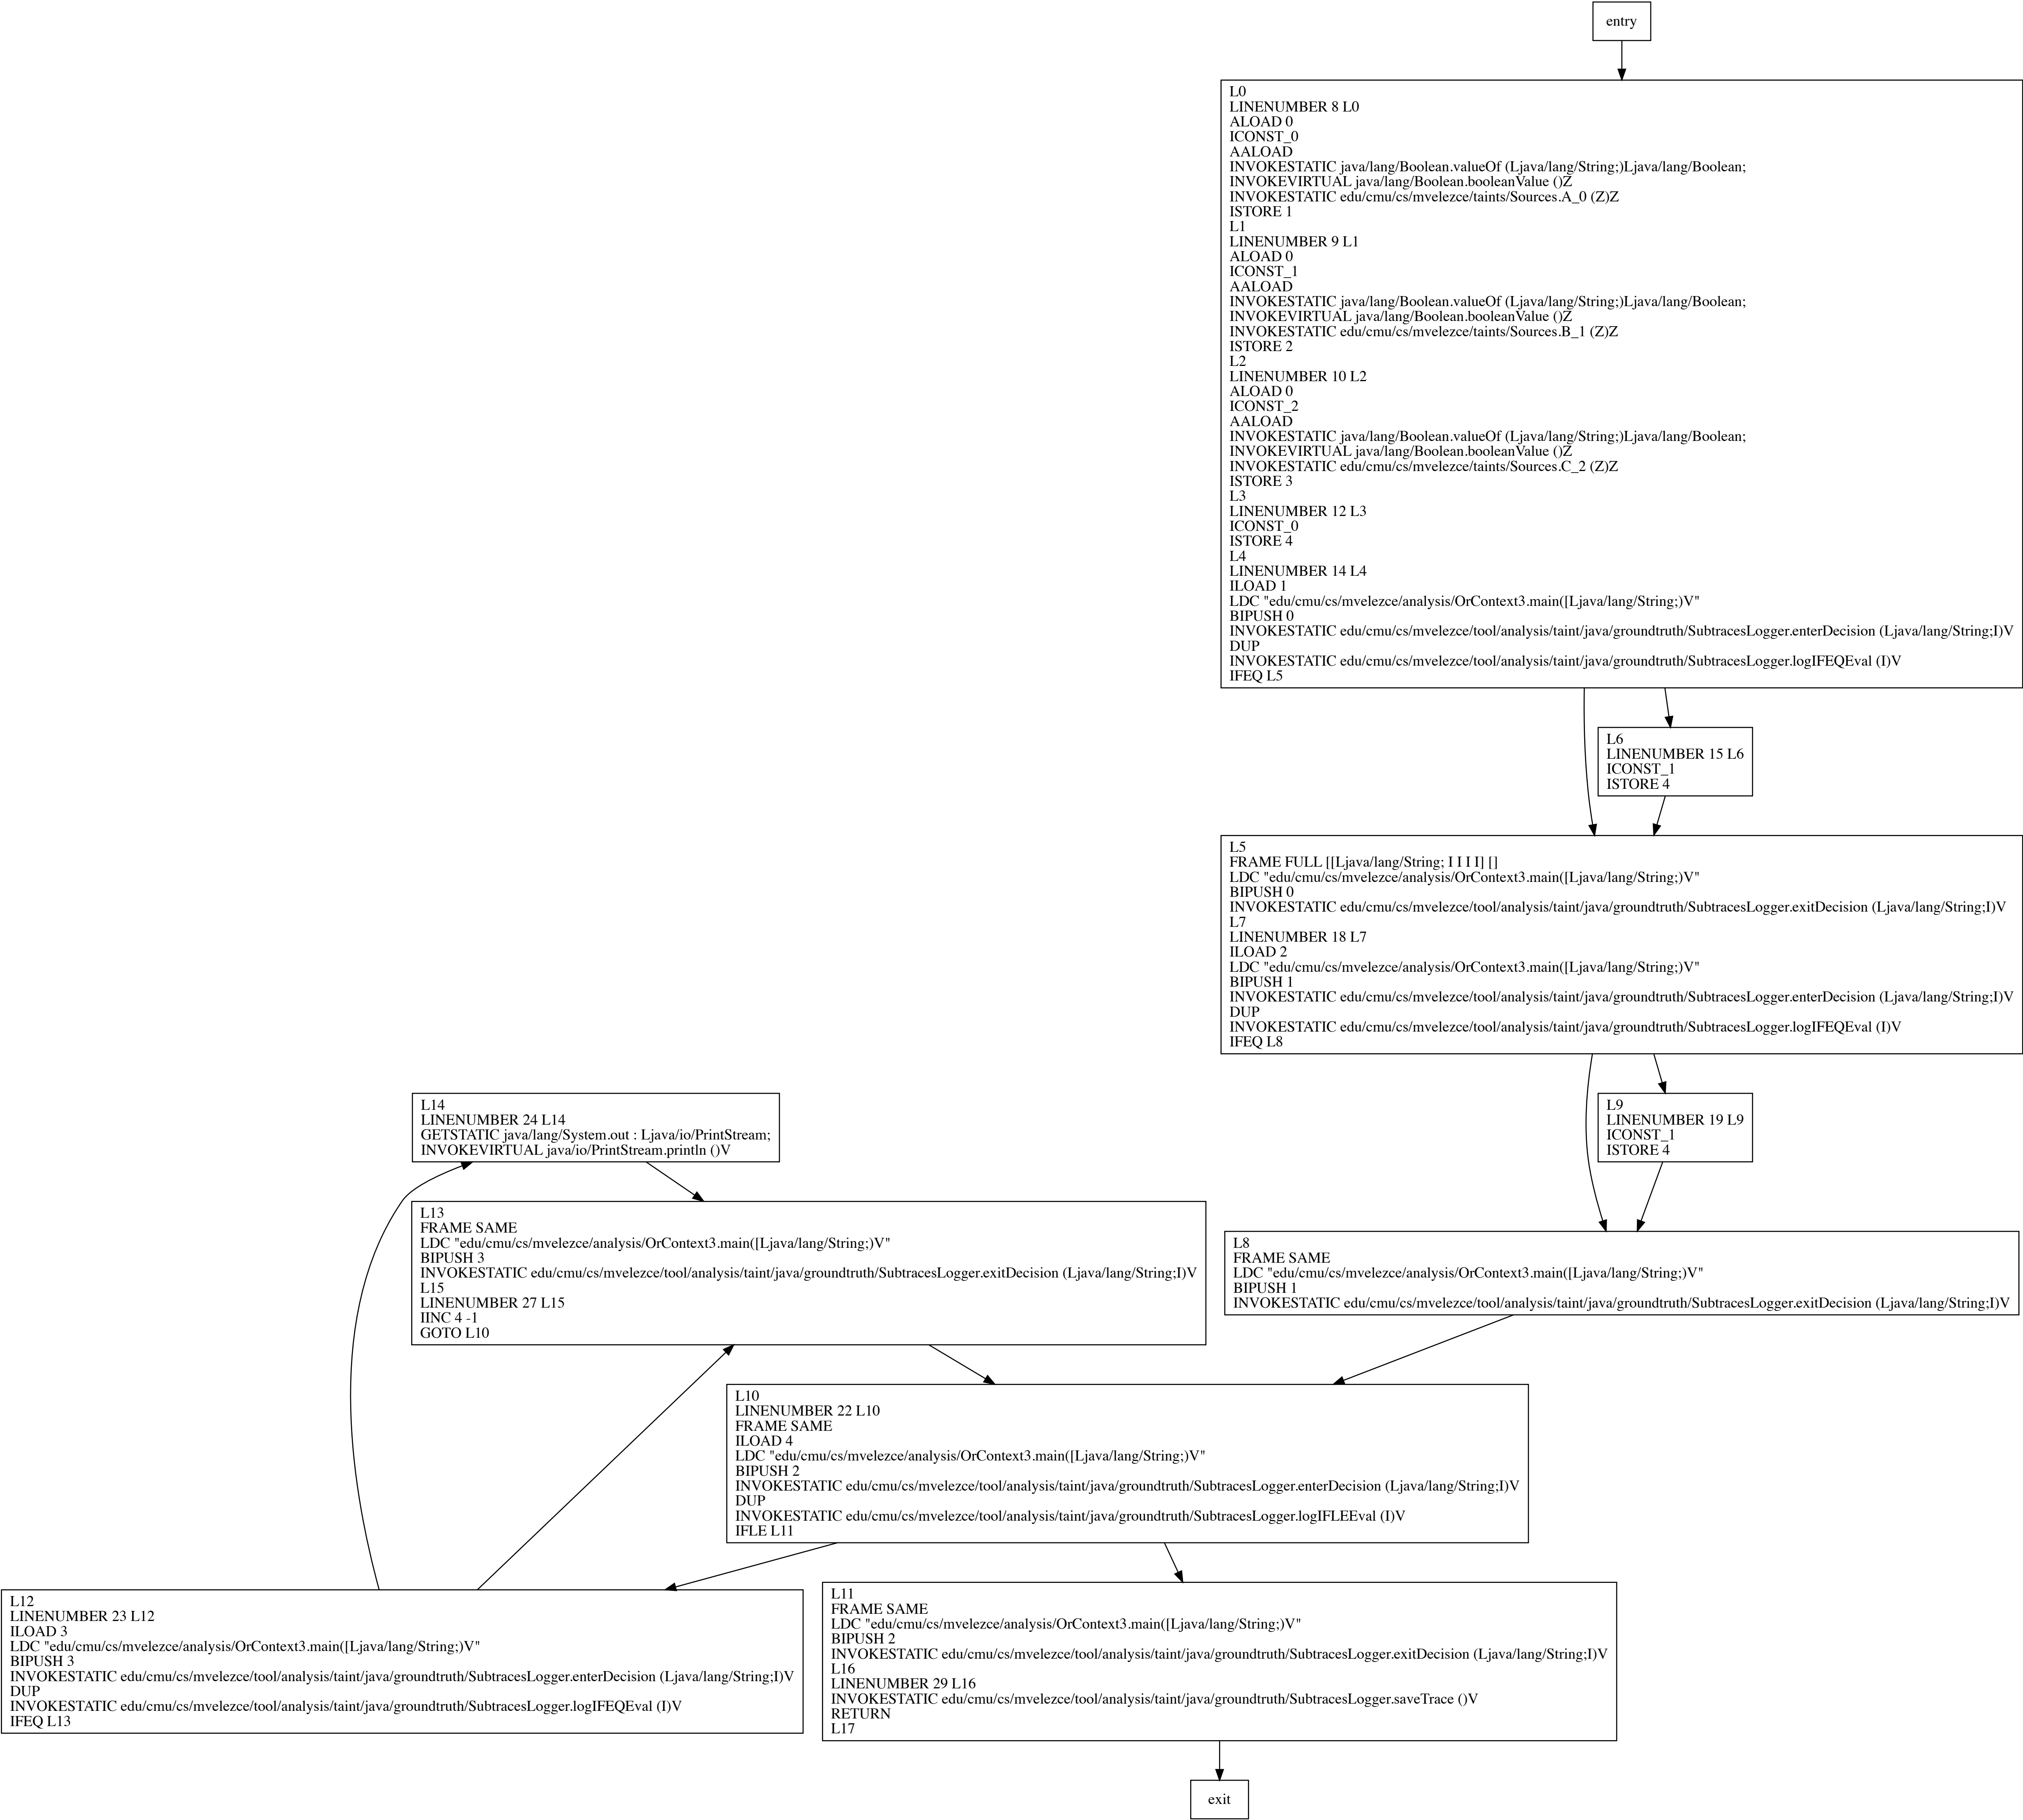 entry
L0
LINENUMBER 8 L0
ALOAD 0
ICONST_0
AALOAD
INVOKESTATIC java/lang/Boolean.valueOf (Ljava/lang/String;)Ljava/lang/Boolean;
INVOKEVIRTUAL java/lang/Boolean.booleanValue ()Z
INVOKESTATIC edu/cmu/cs/mvelezce/taints/Sources.A_0 (Z)Z
ISTORE 1
L1
LINENUMBER 9 L1
ALOAD 0
ICONST_1
AALOAD
INVOKESTATIC java/lang/Boolean.valueOf (Ljava/lang/String;)Ljava/lang/Boolean;
INVOKEVIRTUAL java/lang/Boolean.booleanValue ()Z
INVOKESTATIC edu/cmu/cs/mvelezce/taints/Sources.B_1 (Z)Z
ISTORE 2
L2
LINENUMBER 10 L2
ALOAD 0
ICONST_2
AALOAD
INVOKESTATIC java/lang/Boolean.valueOf (Ljava/lang/String;)Ljava/lang/Boolean;
INVOKEVIRTUAL java/lang/Boolean.booleanValue ()Z
INVOKESTATIC edu/cmu/cs/mvelezce/taints/Sources.C_2 (Z)Z
ISTORE 3
L3
LINENUMBER 12 L3
ICONST_0
ISTORE 4
L4
LINENUMBER 14 L4
ILOAD 1
LDC "edu/cmu/cs/mvelezce/analysis/OrContext3.main([Ljava/lang/String;)V"
BIPUSH 0
INVOKESTATIC edu/cmu/cs/mvelezce/tool/analysis/taint/java/groundtruth/SubtracesLogger.enterDecision (Ljava/lang/String;I)V
DUP
INVOKESTATIC edu/cmu/cs/mvelezce/tool/analysis/taint/java/groundtruth/SubtracesLogger.logIFEQEval (I)V
IFEQ L5
L6
LINENUMBER 15 L6
ICONST_1
ISTORE 4
L5
FRAME FULL [[Ljava/lang/String; I I I I] []
LDC "edu/cmu/cs/mvelezce/analysis/OrContext3.main([Ljava/lang/String;)V"
BIPUSH 0
INVOKESTATIC edu/cmu/cs/mvelezce/tool/analysis/taint/java/groundtruth/SubtracesLogger.exitDecision (Ljava/lang/String;I)V
L7
LINENUMBER 18 L7
ILOAD 2
LDC "edu/cmu/cs/mvelezce/analysis/OrContext3.main([Ljava/lang/String;)V"
BIPUSH 1
INVOKESTATIC edu/cmu/cs/mvelezce/tool/analysis/taint/java/groundtruth/SubtracesLogger.enterDecision (Ljava/lang/String;I)V
DUP
INVOKESTATIC edu/cmu/cs/mvelezce/tool/analysis/taint/java/groundtruth/SubtracesLogger.logIFEQEval (I)V
IFEQ L8
L14
LINENUMBER 24 L14
GETSTATIC java/lang/System.out : Ljava/io/PrintStream;
INVOKEVIRTUAL java/io/PrintStream.println ()V
L9
LINENUMBER 19 L9
ICONST_1
ISTORE 4
L13
FRAME SAME
LDC "edu/cmu/cs/mvelezce/analysis/OrContext3.main([Ljava/lang/String;)V"
BIPUSH 3
INVOKESTATIC edu/cmu/cs/mvelezce/tool/analysis/taint/java/groundtruth/SubtracesLogger.exitDecision (Ljava/lang/String;I)V
L15
LINENUMBER 27 L15
IINC 4 -1
GOTO L10
L8
FRAME SAME
LDC "edu/cmu/cs/mvelezce/analysis/OrContext3.main([Ljava/lang/String;)V"
BIPUSH 1
INVOKESTATIC edu/cmu/cs/mvelezce/tool/analysis/taint/java/groundtruth/SubtracesLogger.exitDecision (Ljava/lang/String;I)V
L10
LINENUMBER 22 L10
FRAME SAME
ILOAD 4
LDC "edu/cmu/cs/mvelezce/analysis/OrContext3.main([Ljava/lang/String;)V"
BIPUSH 2
INVOKESTATIC edu/cmu/cs/mvelezce/tool/analysis/taint/java/groundtruth/SubtracesLogger.enterDecision (Ljava/lang/String;I)V
DUP
INVOKESTATIC edu/cmu/cs/mvelezce/tool/analysis/taint/java/groundtruth/SubtracesLogger.logIFLEEval (I)V
IFLE L11
L12
LINENUMBER 23 L12
ILOAD 3
LDC "edu/cmu/cs/mvelezce/analysis/OrContext3.main([Ljava/lang/String;)V"
BIPUSH 3
INVOKESTATIC edu/cmu/cs/mvelezce/tool/analysis/taint/java/groundtruth/SubtracesLogger.enterDecision (Ljava/lang/String;I)V
DUP
INVOKESTATIC edu/cmu/cs/mvelezce/tool/analysis/taint/java/groundtruth/SubtracesLogger.logIFEQEval (I)V
IFEQ L13
L11
FRAME SAME
LDC "edu/cmu/cs/mvelezce/analysis/OrContext3.main([Ljava/lang/String;)V"
BIPUSH 2
INVOKESTATIC edu/cmu/cs/mvelezce/tool/analysis/taint/java/groundtruth/SubtracesLogger.exitDecision (Ljava/lang/String;I)V
L16
LINENUMBER 29 L16
INVOKESTATIC edu/cmu/cs/mvelezce/tool/analysis/taint/java/groundtruth/SubtracesLogger.saveTrace ()V
RETURN
L17
exit